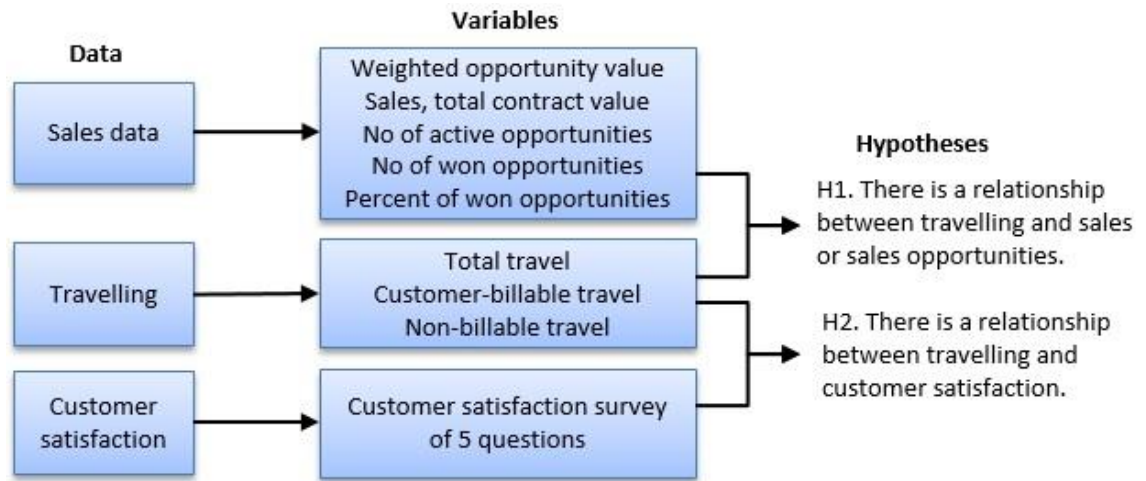 Variables
Data
Weighted opportunity value
Sales, total contract value
Sales data
No of active opportunities
No of won opportunities
Percent of won opportunities
Hypotheses
H1. There is a relationship
between travelling and sales
or sales opportunities.
Travelling
Total travel
Customer-billable travel
Non-billable travel
H2. There is a relationship
between travelling and
customer satisfaction.
Customer
satisfaction
Customer satisfaction survey
of 5 questions